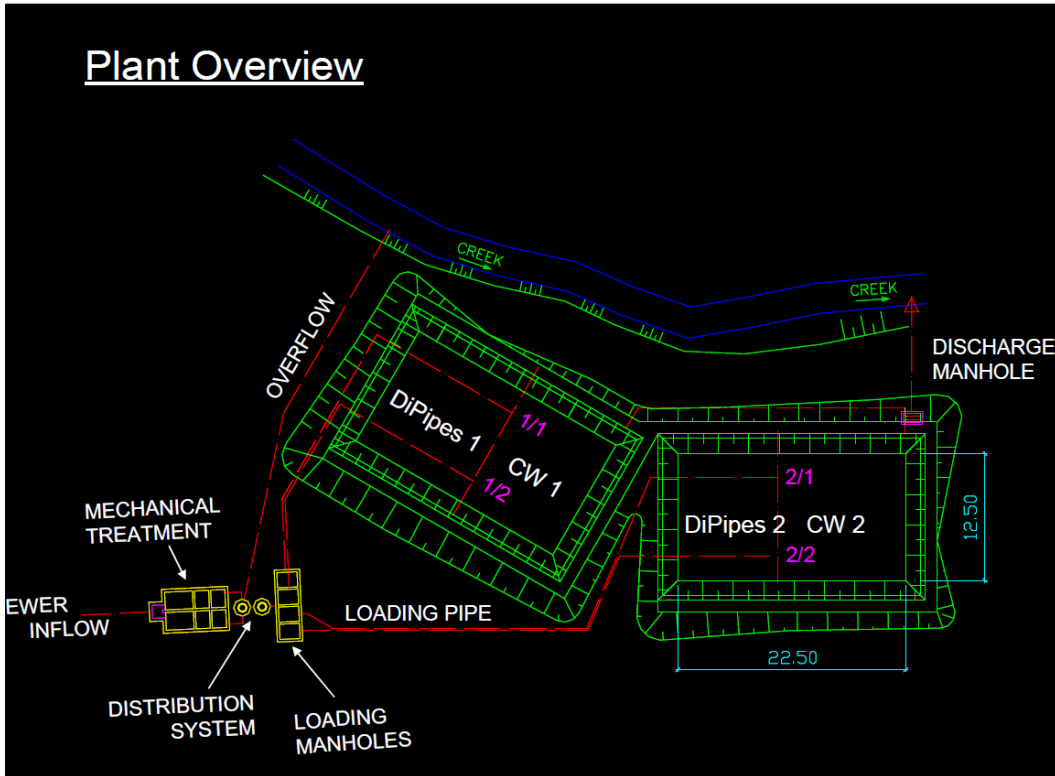 Plant Overview
CREEK
CREEK
OVERFLOW
DISCHARGE
MANHOLE
DiPipes 1
1/1
CW 1
1/2
2/1
DiPipes 2 CW 2
2/2
12.50
22.50
MECHANICAL
TREATMENT
EWER
INFLOW
LOADING PIPE
DISTRIBUTION
SYSTEM
LOADING
MANHOLES